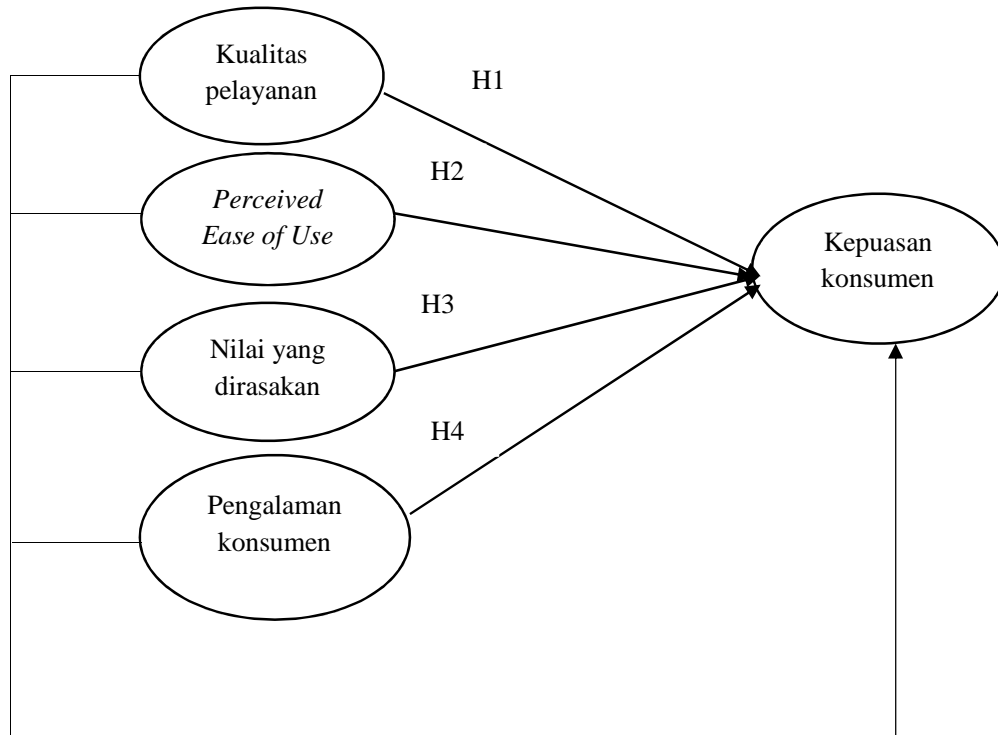 Kualitas
pelayanan
H1
H2
Perceived
Ease of Use
Kepuasan
konsumen
H3
Nilai yang
dirasakan
H4
Pengalaman
konsumen